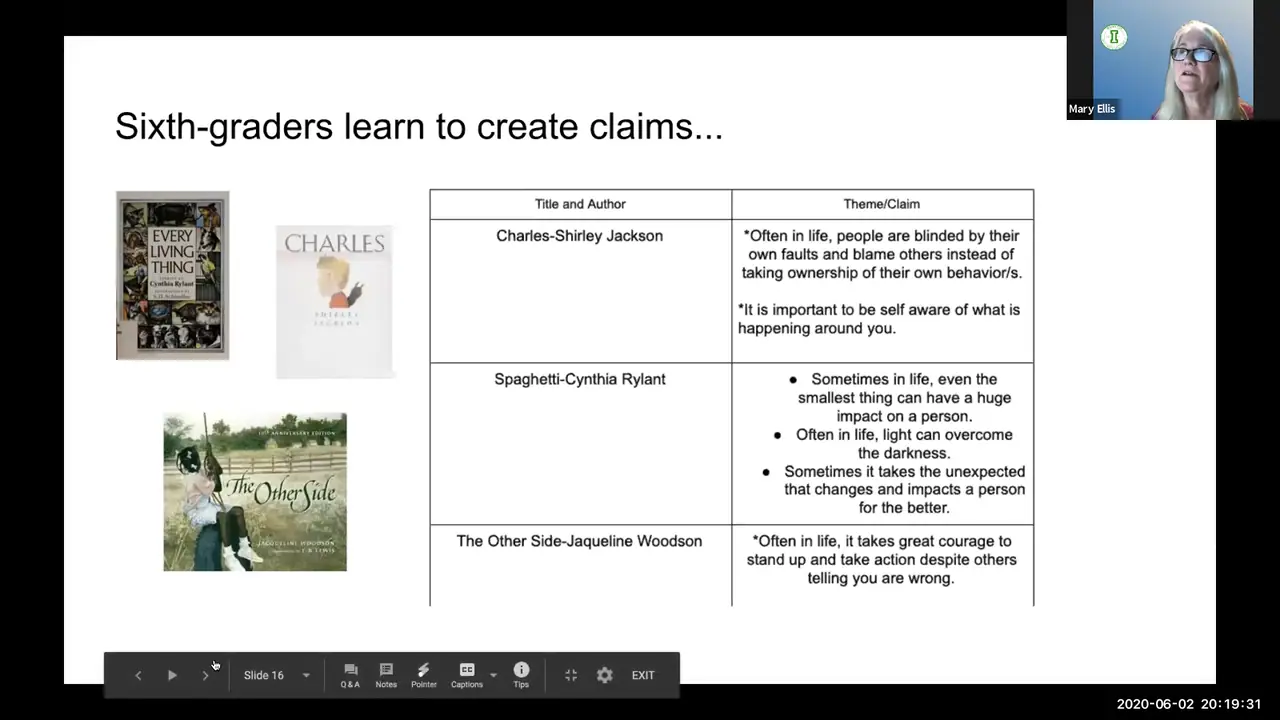 Mary Ellis
Sixth-graders learn to create claims...
EVERY
LIVING
THING
Cynthia Rylant
CHARLES
SHIRLEY
JACKSON
10TH ANNIVERSARY EDITION
The Other Side
JACQUELINE WOODSON
E.B. LEWIS
Title and Author
Theme/Claim
Charles-Shirley Jackson
*Often in life, people are blinded by their
own faults and blame others instead of
taking ownership of their own behavior/s.
*It is important to be self aware of what is
happening around you.
Spaghetti-Cynthia Rylant
● Sometimes in life, even the
smallest thing can have a huge
impact on a person.
● Often in life, light can overcome
the darkness.
● Sometimes it takes the unexpected
that changes and impacts a person
for the better.
The Other Side-Jaqueline Woodson
*Often in life, it takes great courage to
stand up and take action despite others
telling you are wrong.
Slide 16
Q & A
Notes
Pointer
CC
Captions
Tips
EXIT
2020-06-02 20:19:31